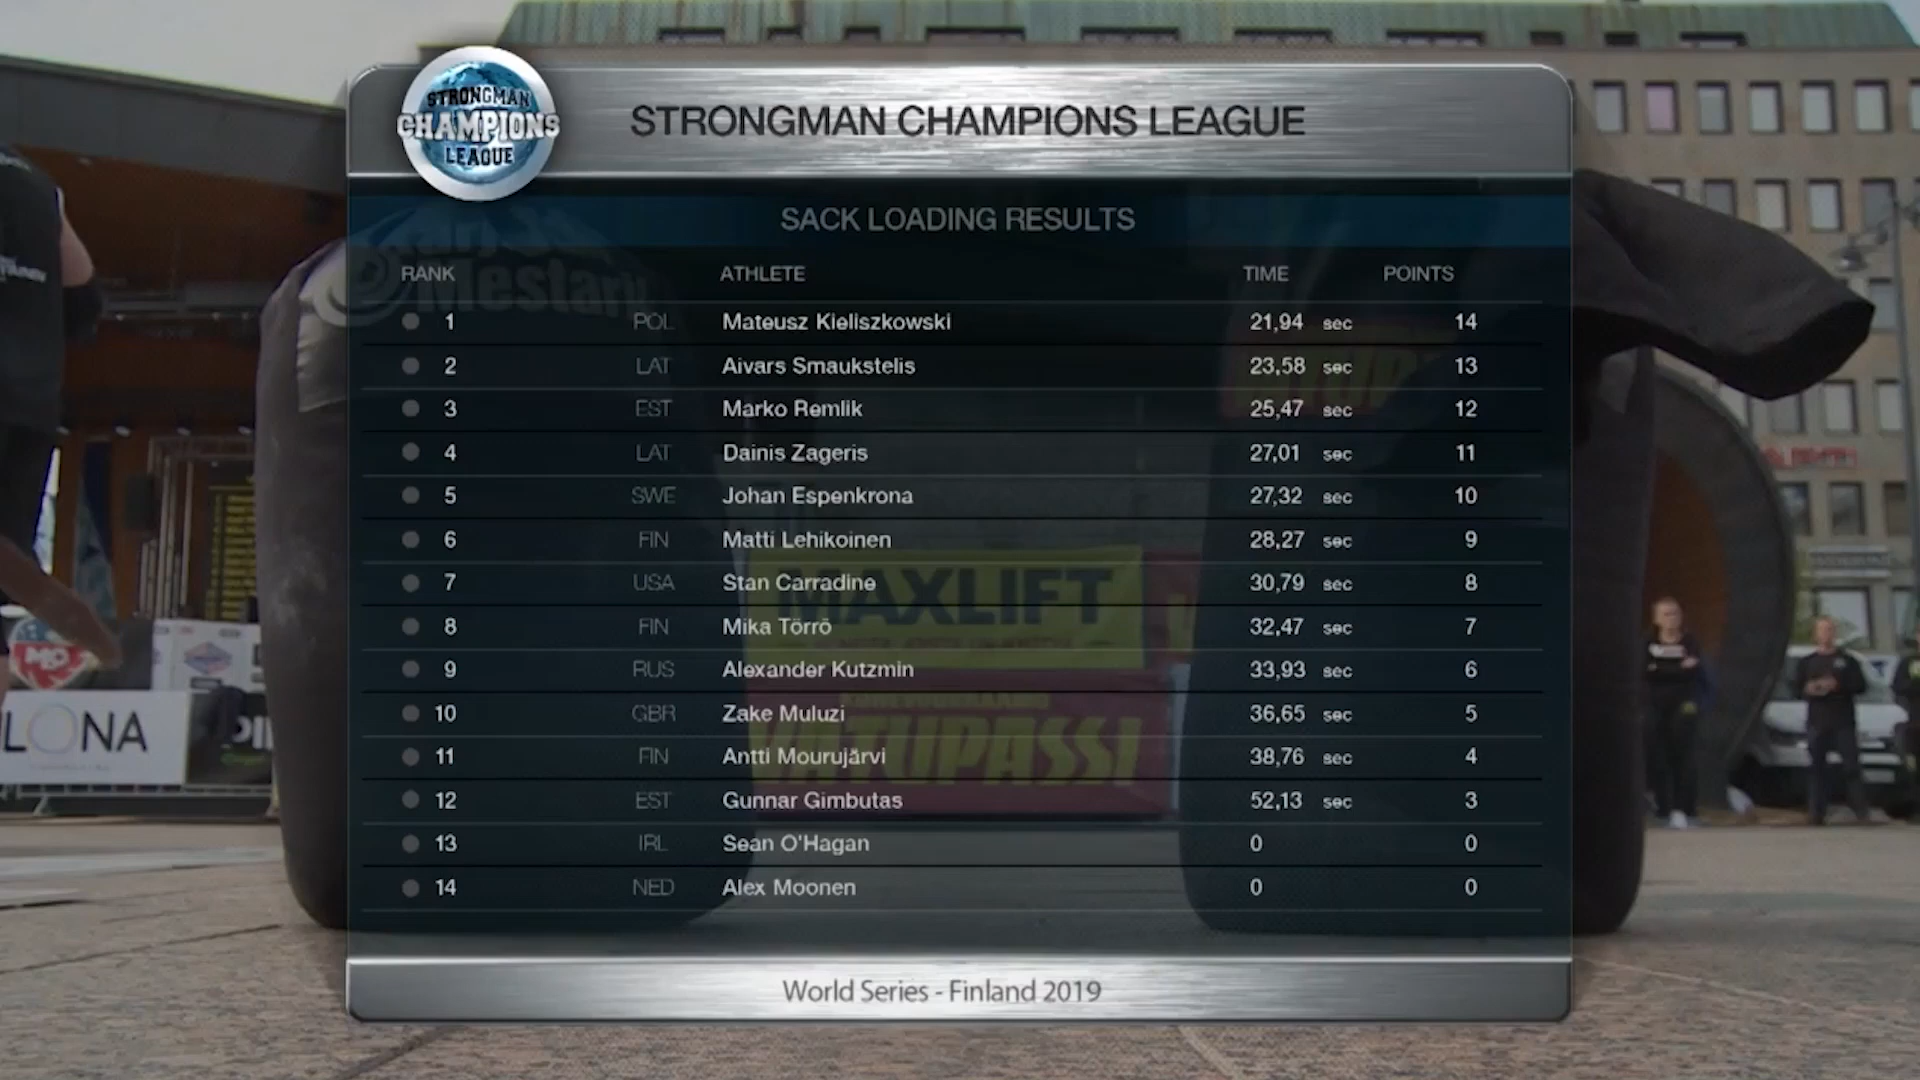 STRONGMAN
CHAMPIONS
LEAGUE
STRONGMAN CHAMPIONS LEAGUE
SACK LOADING RESULTS
RANK ATHLETE TIME POINTS
1 POL Mateusz Kieliszkowski 21,94 sec 14
2 LAT Aivars Smaukstelis 23,58 sec 13
3 EST Marko Remlik 25,47 sec 12
4 LAT Dainis Zageris 27,01 sec 11
5 SWE Johan Espenkrona 27,32 sec 10
6 FIN Matti Lehikoinen 28,27 sec 9
7 USA Stan Carradine 30,79 sec 8
8 FIN Mika Törrö 32,47 sec 7
9 RUS Alexander Kutzmin 33,93 sec 6
10 GBR Zake Muluzi 36,65 sec 5
11 FIN Antti Mourujärvi 38,76 sec 4
12 EST Gunnar Gimbutas 52,13 sec 3
13 IRL Sean O'Hagan 0 0
14 NED Alex Moonen 0 0
World Series - Finland 2019
MAXLIFT
LONA